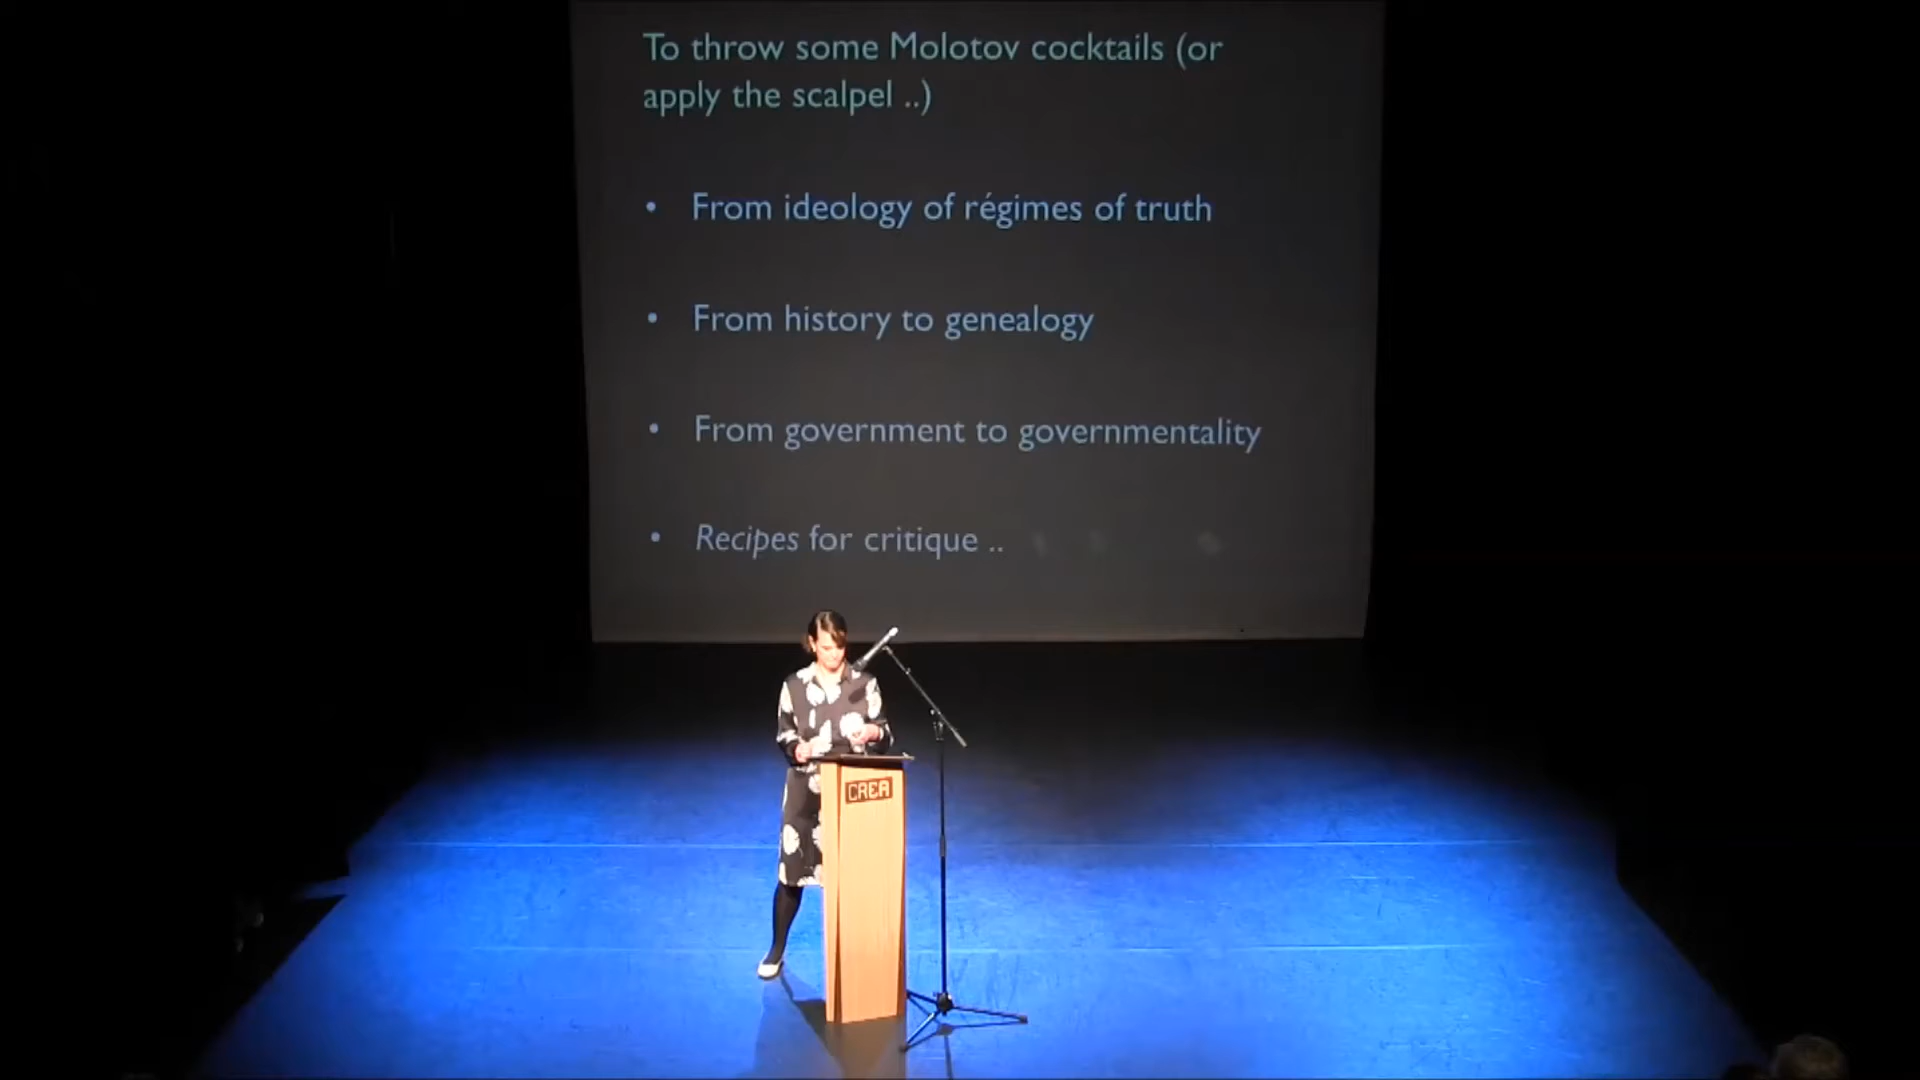 To throw some Molotov cocktails (or
apply the scalpel ..)
• From ideology of régimes of truth
• From history to genealogy
• From government to governmentality
• Recipes for critique ..
CREA